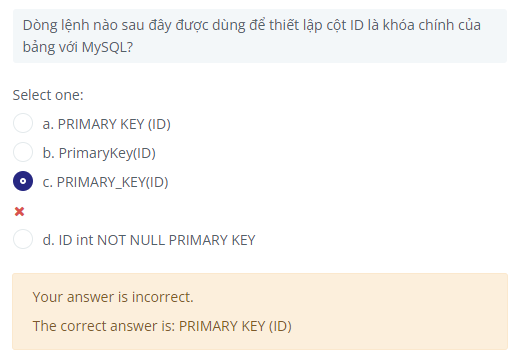 Dòng lệnh nào sau đây được dùng để thiết lập cột ID là khóa chính của
bảng với MySQL?
Select one:
a. PRIMARY KEY (ID)
b. PrimaryKey(ID)
c. PRIMARY_KEY(ID)
d. ID int NOT NULL PRIMARY KEY
Your answer is incorrect.
The correct answer is: PRIMARY KEY (ID)